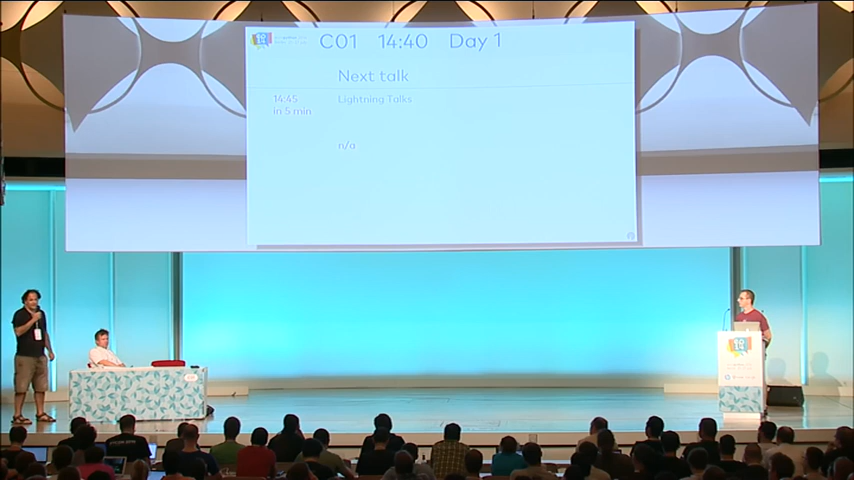 C01 14:40 Day 1
Next talk
14:45 Lightning Talks
in 5 min
n/a